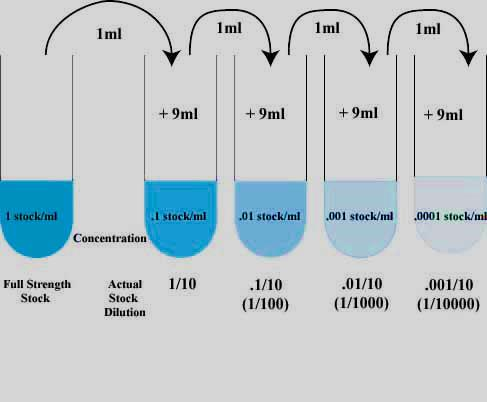 1ml
1ml
1ml
1ml
+ 9ml
+ 9ml
+ 9ml
+ 9ml
1 stock/ml
.1 stock/ml
.01 stock/ml
.001 stock/ml
.0001 stock/ml
Concentration
Full Strength
Stock
Actual
Stock
Dilution
1/10
.1/10
(1/100)
.01/10
(1/1000)
.001/10
(1/10000)